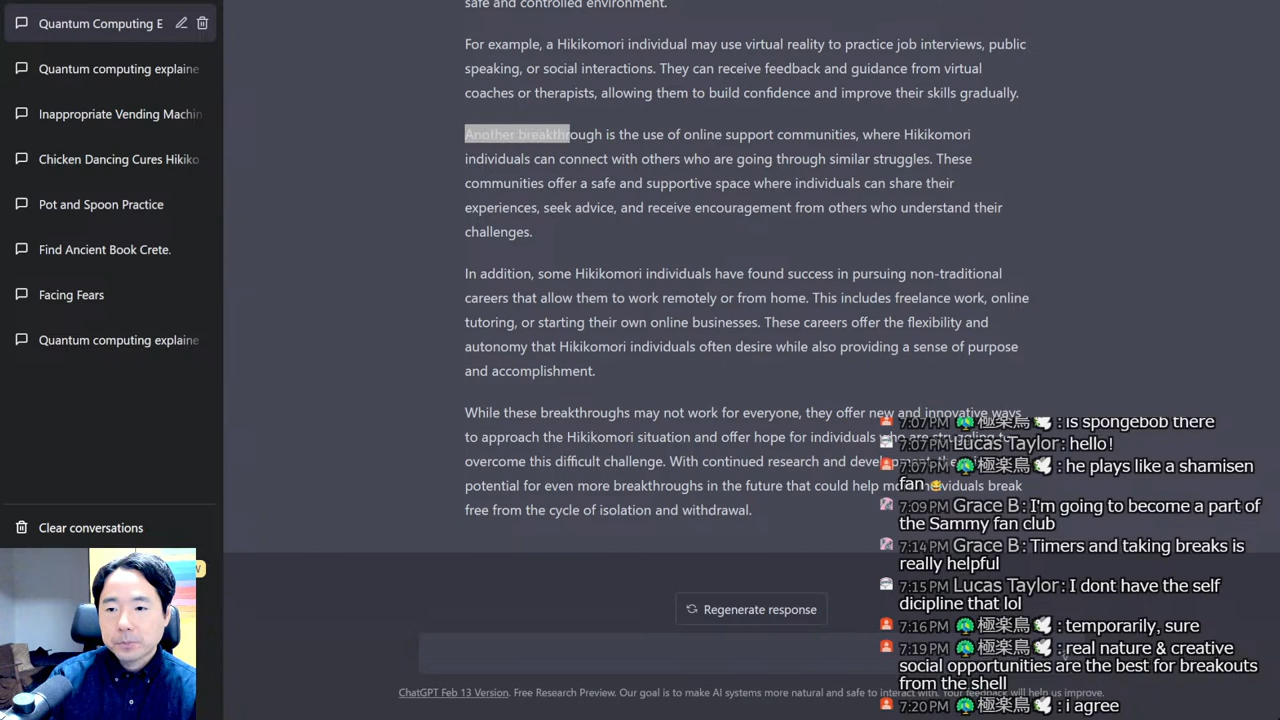 Quantum Computing E
Quantum computing explaine
Inappropriate Vending Machin
Chicken Dancing Cures Hikiko
Pot and Spoon Practice
Find Ancient Book Crete.
Facing Fears
Quantum computing explaine
Clear conversations
W
safe and controlled environment.
For example, a Hikikomori individual may use virtual reality to practice job interviews, public
speaking, or social interactions. They can receive feedback and guidance from virtual
coaches or therapists, allowing them to build confidence and improve their skills gradually.
Another breakthrough is the use of online support communities, where Hikikomori
individuals can connect with others who are going through similar struggles. These
communities offer a safe and supportive space where individuals can share their
experiences, seek advice, and receive encouragement from others who understand their
challenges.
In addition, some Hikikomori individuals have found success in pursuing non-traditional
careers that allow them to work remotely or from home. This includes freelance work, online
tutoring, or starting their own online businesses. These careers offer the flexibility and
autonomy that Hikikomori individuals often desire while also providing a sense of purpose
and accomplishment.
While these breakthroughs may not work for everyone, they offer new and innovative ways
to approach the Hikikomori situation and offer hope for individuals
overcome this difficult challenge. With continued research and
potential for even more breakthroughs in the future that could help
free from the cycle of isolation and withdrawal.
Regenerate response
ChatGPT Feb 13 Version. Free Research Preview. Our goal is to make AI systems more natural and safe to interact with. Your feedback will help us improve.
7:07 PM 極楽鳥 : is spongebob there
7:07 PM Lucas Taylor : hello!
7:07 PM 極楽鳥 : he plays like a shamisen
fan 😂
7:09 PM Grace B : I'm going to become a part of
the Sammy fan club
7:14 PM Grace B : Timers and taking breaks is
really helpful
7:15 PM Lucas Taylor : I dont have the self
dicipline that lol
7:16 PM 極楽鳥 : temporarily, sure
7:19 PM 極楽鳥 : real nature & creative
social opportunities are the best for breakouts
from the shell
7:20 PM 極楽鳥 : i agree